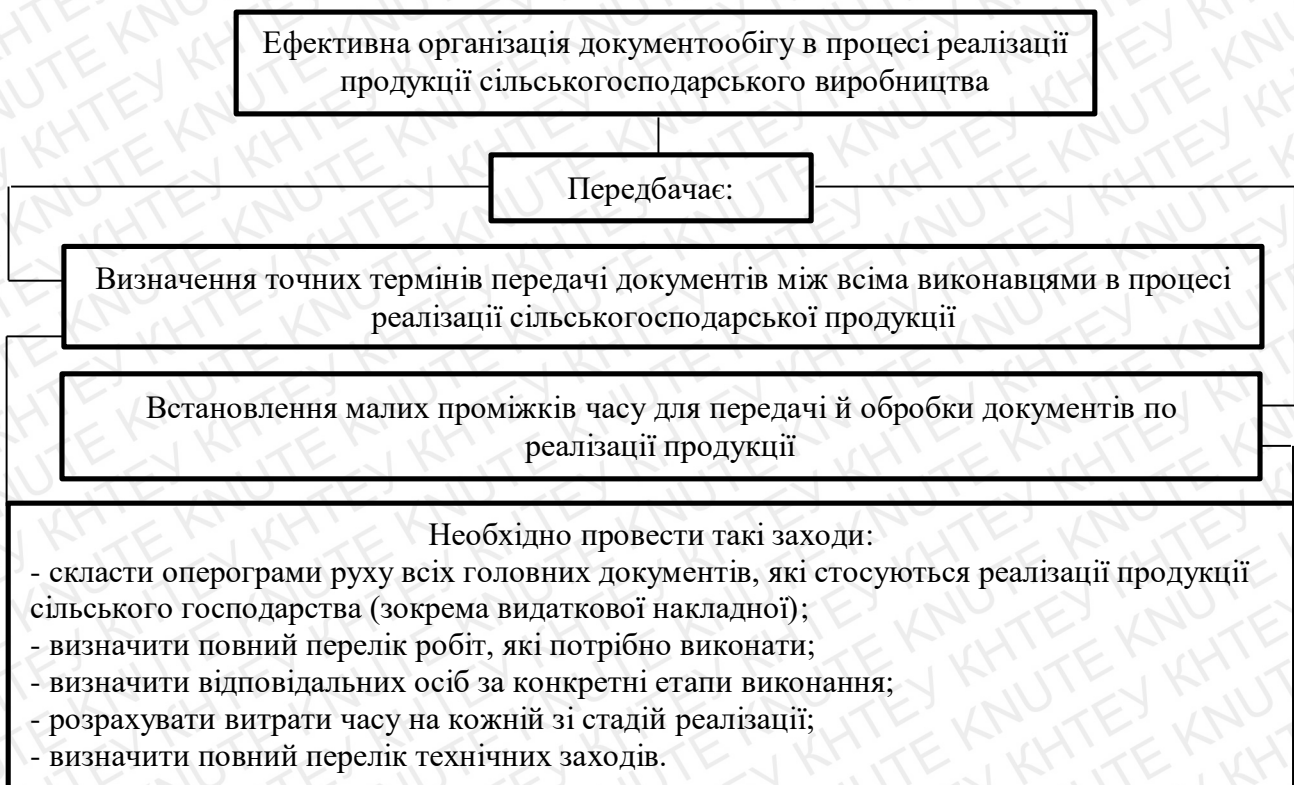 Ефективна організація документообігу в процесі реалізації
продукції сільськогосподарського виробництва
Передбачає:
Визначення точних термінів передачі документів між всіма виконавцями в процесі
реалізації сільськогосподарської продукції
Встановлення малих проміжків часу для передачі й обробки документів по
реалізації продукції
Необхідно провести такі заходи:
- скласти оперограми руху всіх головних документів, які стосуються реалізації продукції
сільського господарства (зокрема видаткової накладної);
- визначити повний перелік робіт, які потрібно виконати;
- визначити відповідальних осіб за конкретні етапи виконання;
- розрахувати витрати часу на кожній зі стадій реалізації;
- визначити повний перелік технічних заходів.